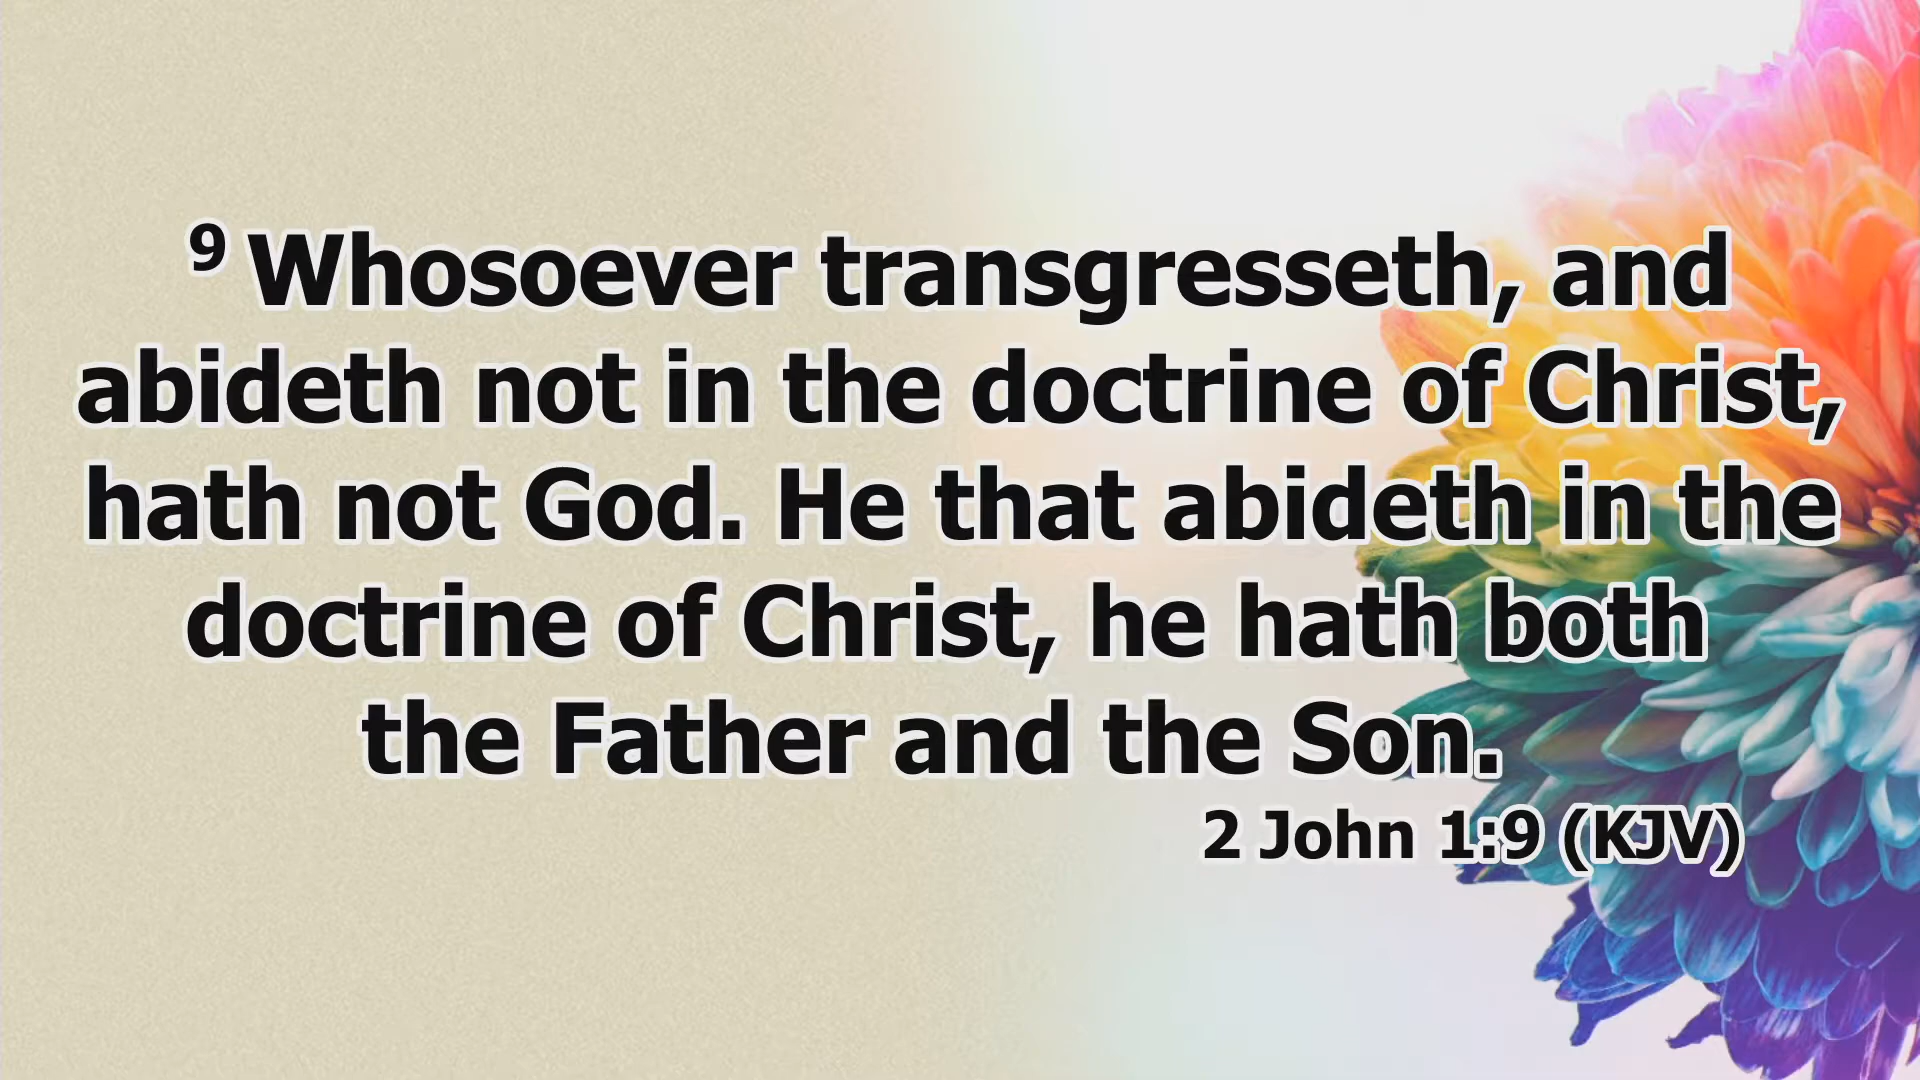 9 Whosoever transgresseth, and
abideth not in the doctrine of Christ,
hath not God. He that abideth in the
doctrine of Christ, he hath both
the Father and the Son.
2 John 1:9 (KJV)